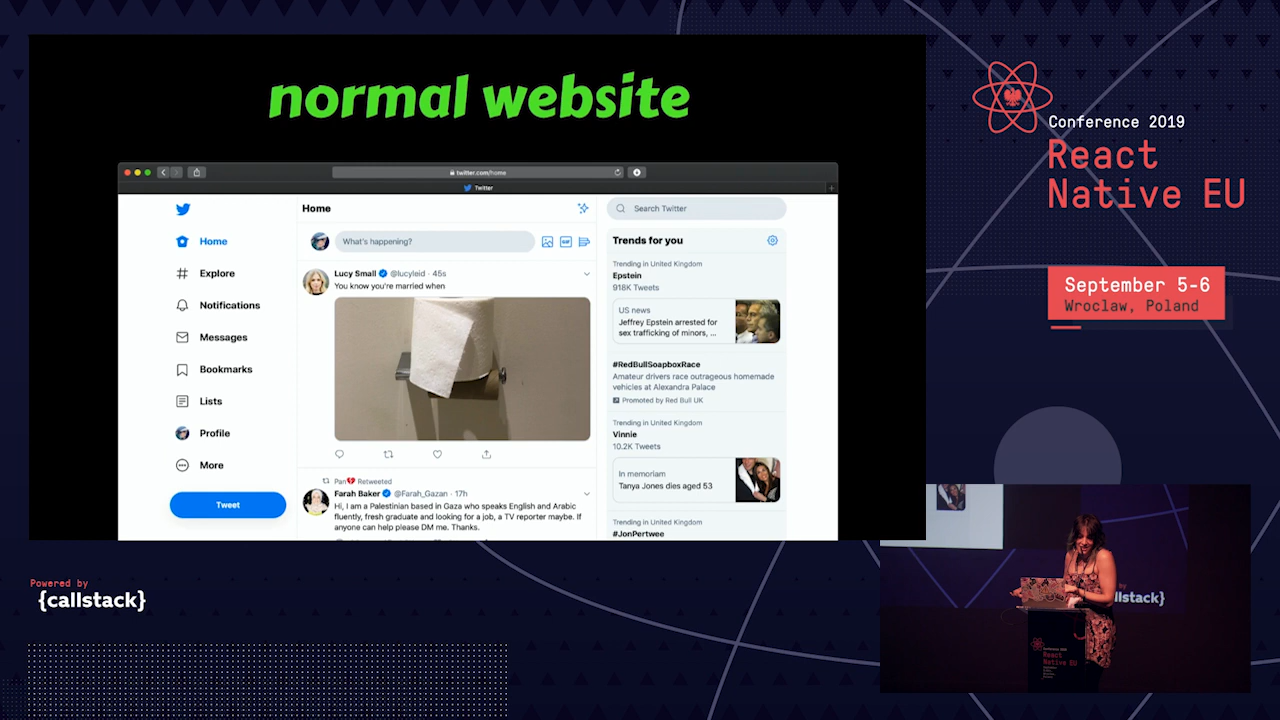 normal website
twitter.com/home
Twitter
Home
Explore
Notifications
Messages
Bookmarks
Lists
Profile
More
Tweet
Home
What's happening?
GIF
Lucy Small @lucyleid · 45s
You know you're married when
Pan Retweeted
Farah Baker @Farah_Gazan · 17h
Hi, I am a Palestinian based in Gaza who speaks English and Arabic
fluently, fresh graduate and looking for a job, a TV reporter maybe. If
anyone can help please DM me. Thanks.
Search Twitter
Trends for you
Trending in United Kingdom
Epstein
918K Tweets
US news
Jeffrey Epstein arrested for
sex trafficking of minors, ...
#RedBullSoapboxRace
Amateur drivers race outrageous homemade
vehicles at Alexandra Palace
Promoted by Red Bull UK
Trending in United Kingdom
Vinnie
10.2K Tweets
In memoriam
Tanya Jones dies aged 53
Trending in United Kingdom
#JonPertwee
Conference 2019
React
Native EU
September 5-6
Wroclaw, Poland
Powered by
{callstack}
by
llstack}
React
Native EU